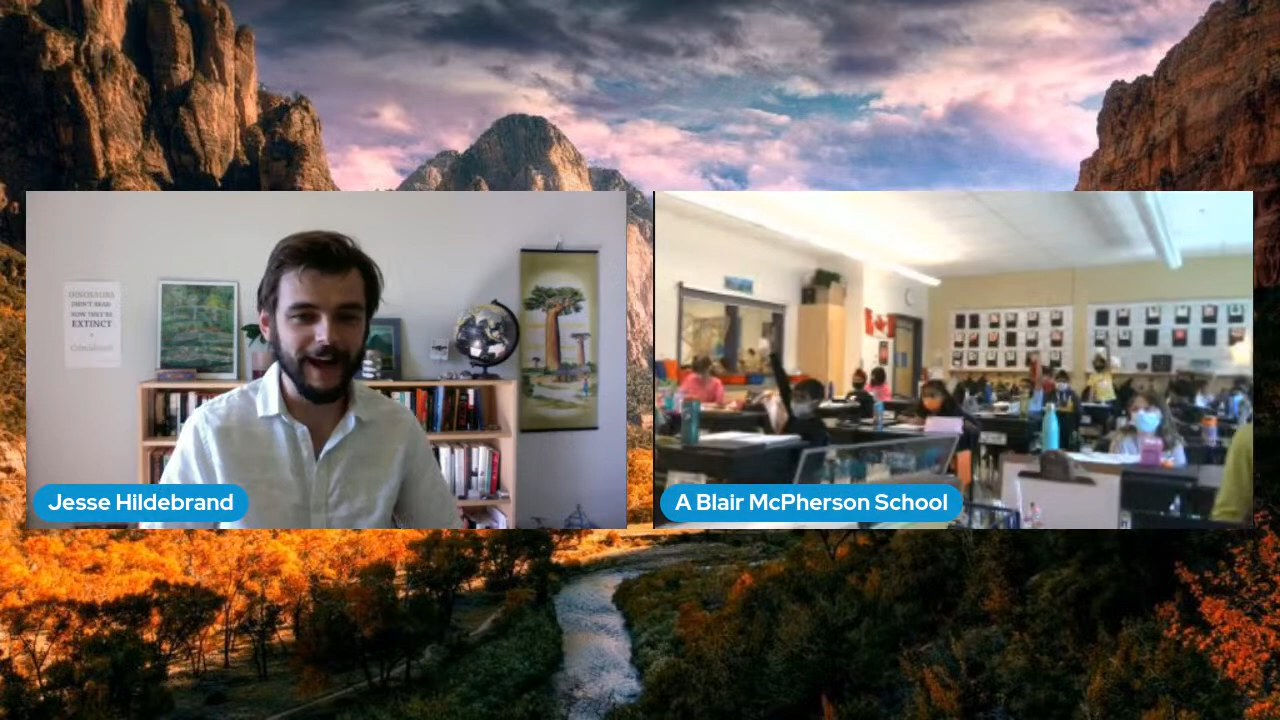 DINOSAURS
DIDN'T READ
NOW THEY'RE
EXTINCT
Jesse Hildebrand
A Blair McPherson School